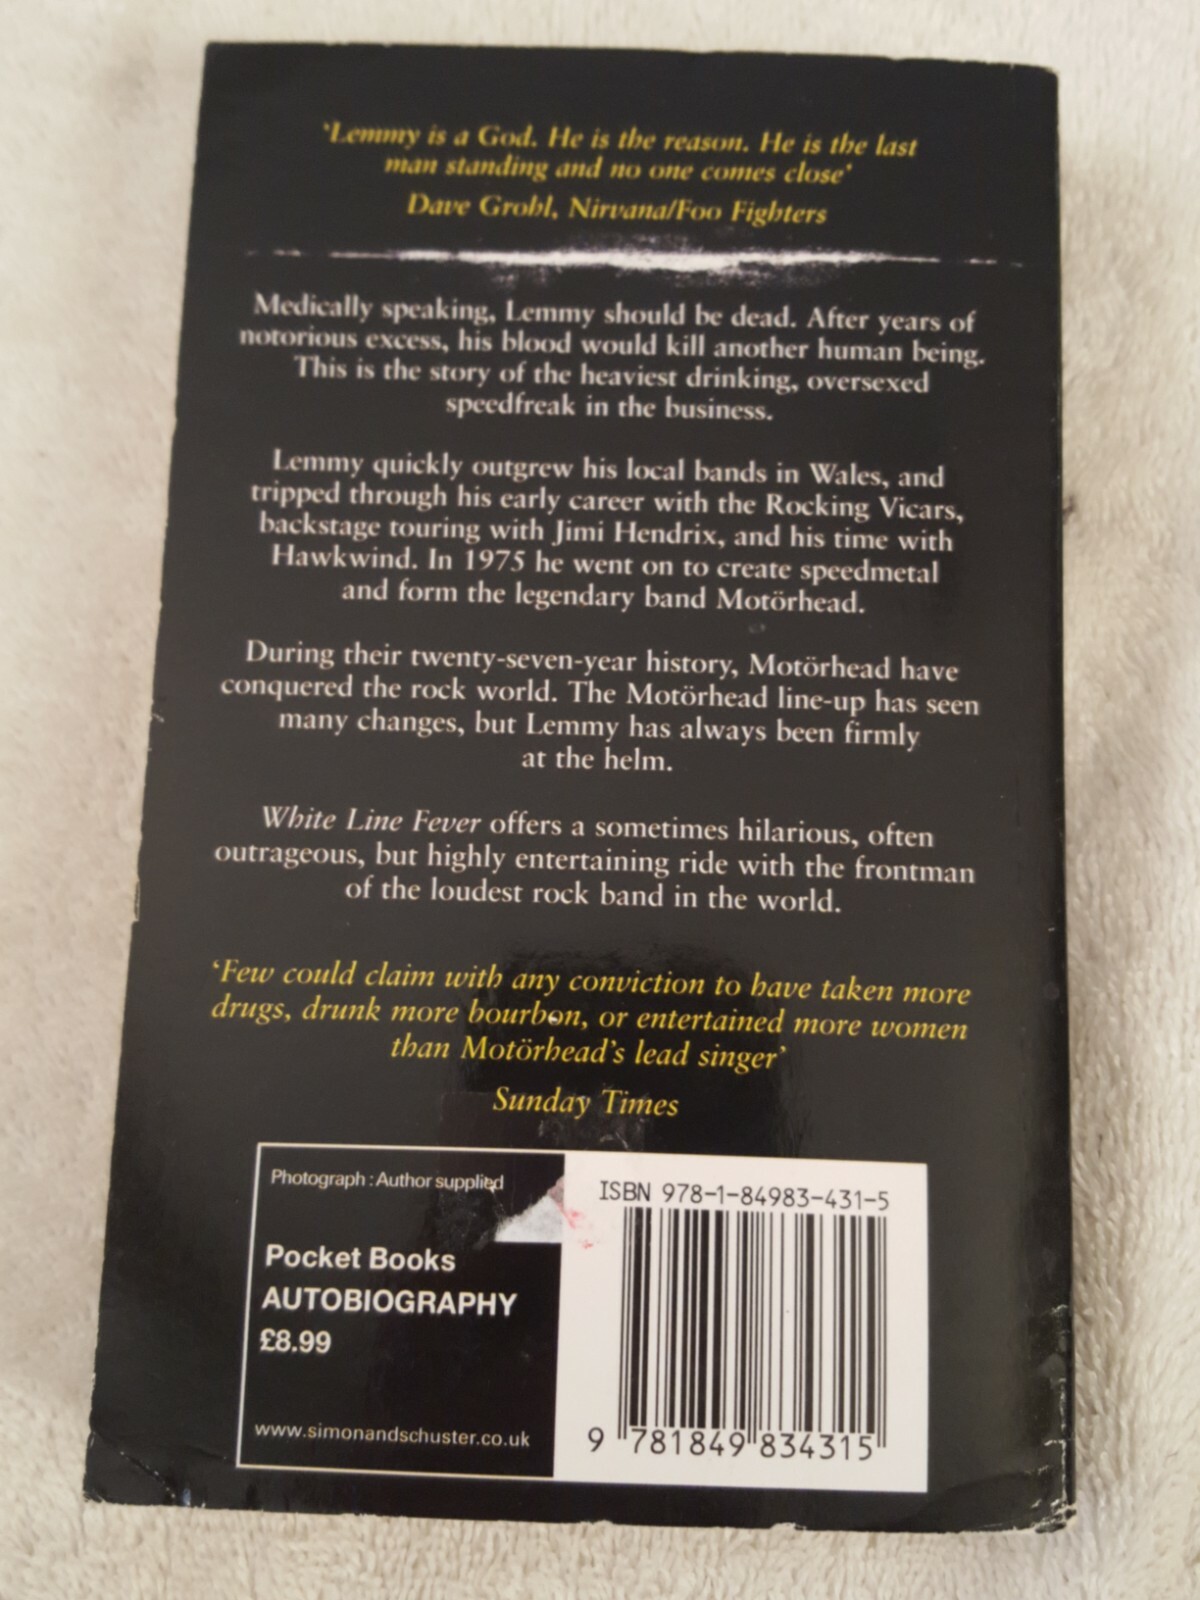 ‘Lemmy is a God. He is the reason. He is the last
man standing and no one comes close’
Dave Grohl, Nirvana/Foo Fighters
Medically speaking, Lemmy should be dead. After years of
notorious excess, his blood would kill another human being.
This is the story of the heaviest drinking, oversexed
speedfreak in the business.
Lemmy quickly outgrew his local bands in Wales, and
tripped through his early career with the Rocking Vicars,
backstage touring with Jimi Hendrix, and his time with
Hawkwind. In 1975 he went on to create speedmetal
and form the legendary band Motörhead.
During their twenty-seven-year history, Motörhead have
conquered the rock world. The Motörhead line-up has seen
many changes, but Lemmy has always been firmly
at the helm.
White Line Fever offers a sometimes hilarious, often
outrageous, but highly entertaining ride with the frontman
of the loudest rock band in the world.
‘Few could claim with any conviction to have taken more
drugs, drunk more bourbon, or entertained more women
than Motörhead’s lead singer’
Sunday Times
Photograph : Author supplied
Pocket Books
AUTOBIOGRAPHY
£8.99
www.simonandschuster.co.uk
ISBN 978-1-84983-431-5
9 781849 834315